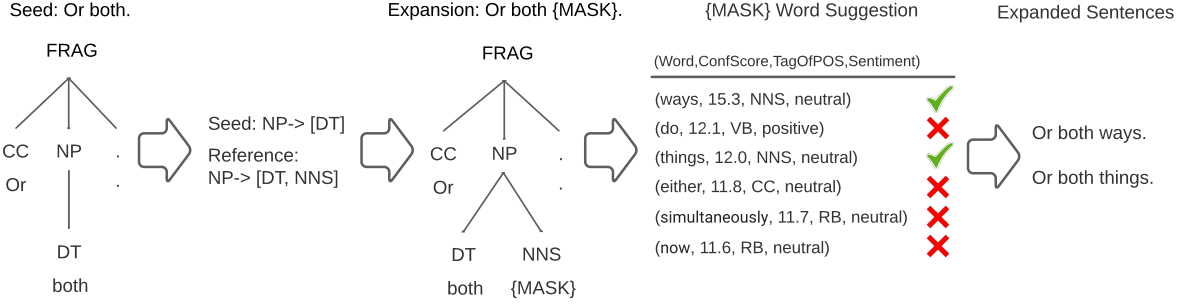 Seed: Or both.
FRAG
CC NP .
Or .
DT
both
Seed: NP-> [DT]
Reference:
NP-> [DT, NNS]
Expansion: Or both {MASK}.
FRAG
CC NP .
Or .
DT NNS
both {MASK}
{MASK} Word Suggestion
(Word,ConfScore,TagOfPOS,Sentiment)
(ways, 15.3, NNS, neutral)
(do, 12.1, VB, positive)
(things, 12.0, NNS, neutral)
(either, 11.8, CC, neutral)
(simultaneously, 11.7, RB, neutral)
(now, 11.6, RB, neutral)
Expanded Sentences
Or both ways.
Or both things.